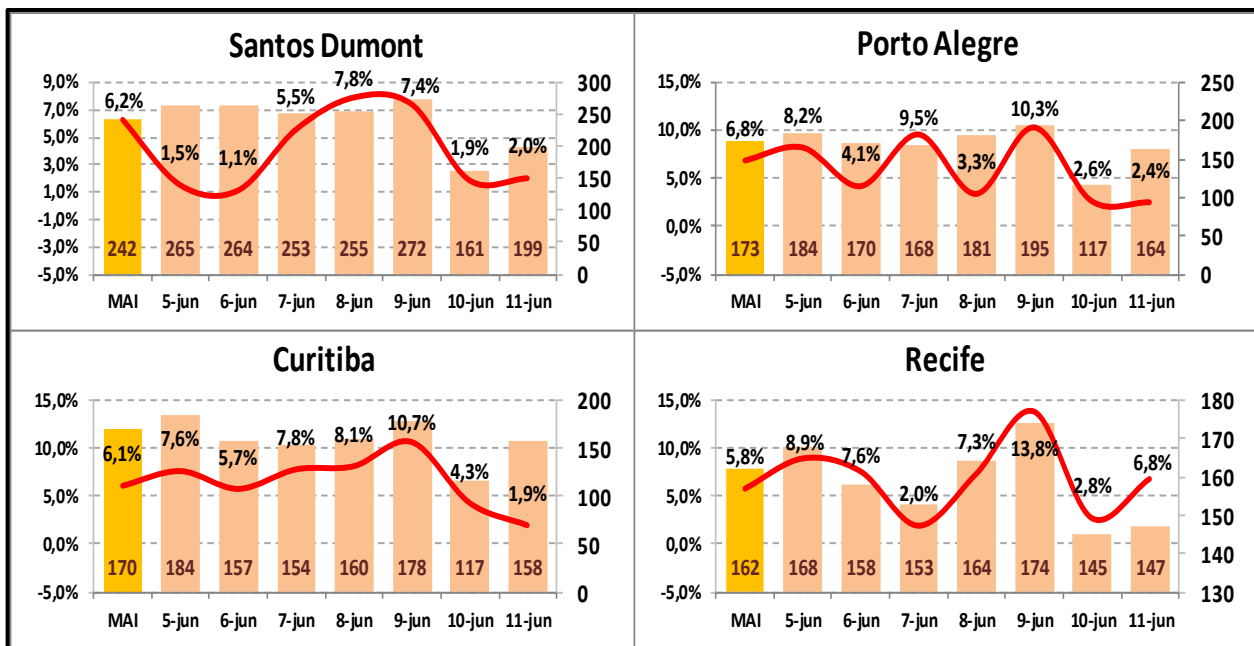 Santos Dumont
9,0%
7,0%
5,0%
3,0%
1,0%
-1,0%
-3,0%
-5,0%
6,2% 1,5% 1,1% 5,5% 7,8% 7,4% 1,9% 2,0%
242 265 264 253 255 272 161 199
300
250
200
150
100
50
0
MAI 5-jun 6-jun 7-jun 8-jun 9-jun 10-jun 11-jun
Porto Alegre
15,0%
10,0%
5,0%
0,0%
-5,0%
6,8% 8,2% 4,1% 9,5% 3,3% 10,3% 2,6% 2,4%
173 184 170 168 181 195 117 164
250
200
150
100
50
0
MAI 5-jun 6-jun 7-jun 8-jun 9-jun 10-jun 11-jun
Curitiba
15,0%
10,0%
5,0%
0,0%
-5,0%
6,1% 7,6% 5,7% 7,8% 8,1% 10,7% 4,3% 1,9%
170 184 157 154 160 178 117 158
200
150
100
50
0
MAI 5-jun 6-jun 7-jun 8-jun 9-jun 10-jun 11-jun
Recife
15,0%
10,0%
5,0%
0,0%
-5,0%
5,8% 8,9% 7,6% 2,0% 7,3% 13,8% 2,8% 6,8%
162 168 158 153 164 174 145 147
180
170
160
150
140
130
MAI 5-jun 6-jun 7-jun 8-jun 9-jun 10-jun 11-jun